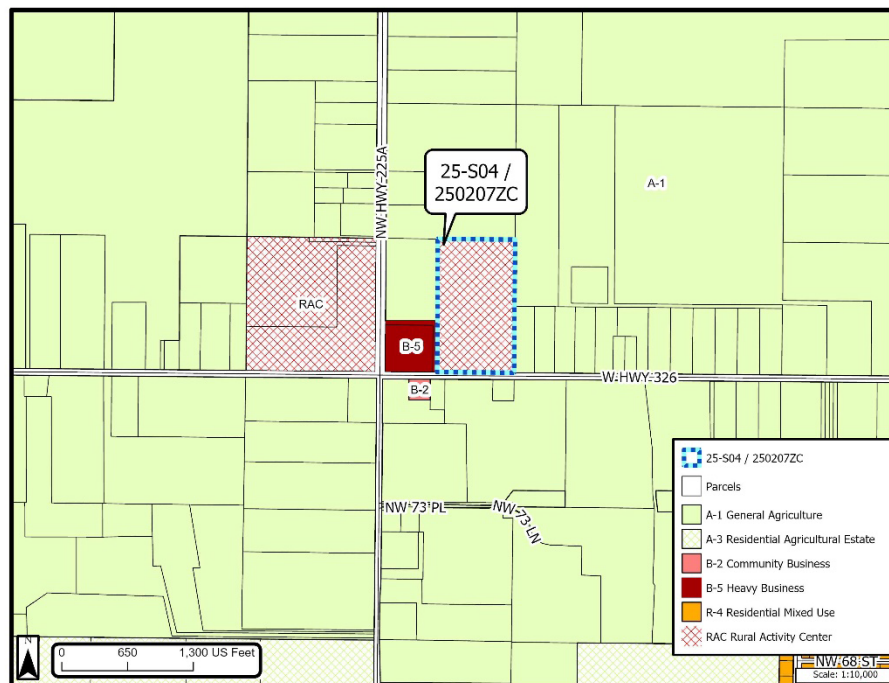 NW HWY 225A
25-S04 /
250207ZC
A-1
RAC
B-5
B-2
W HWY 326
NW 73 PL
NW 73 LN
25-S04 / 250207ZC
Parcels
A-1 General Agriculture
A-3 Residential Agricultural Estate
B-2 Community Business
B-5 Heavy Business
R-4 Residential Mixed Use
RAC Rural Activity Center
N
0 650 1,300 US Feet
NW 68 ST
Scale: 1:10,000